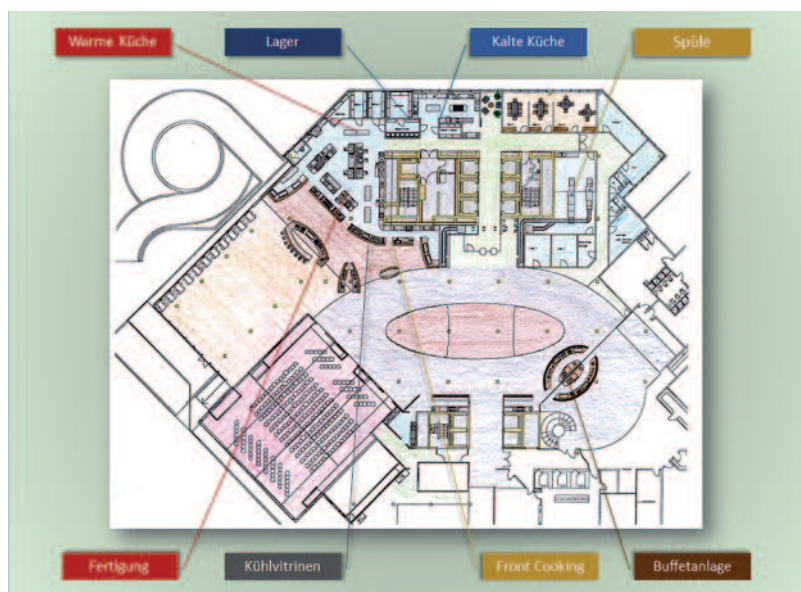 Warme Küche
Lager
Kalte Küche
Spüle
Fertigung
Kühlvitrinen
Front Cooking
Buffetanlage